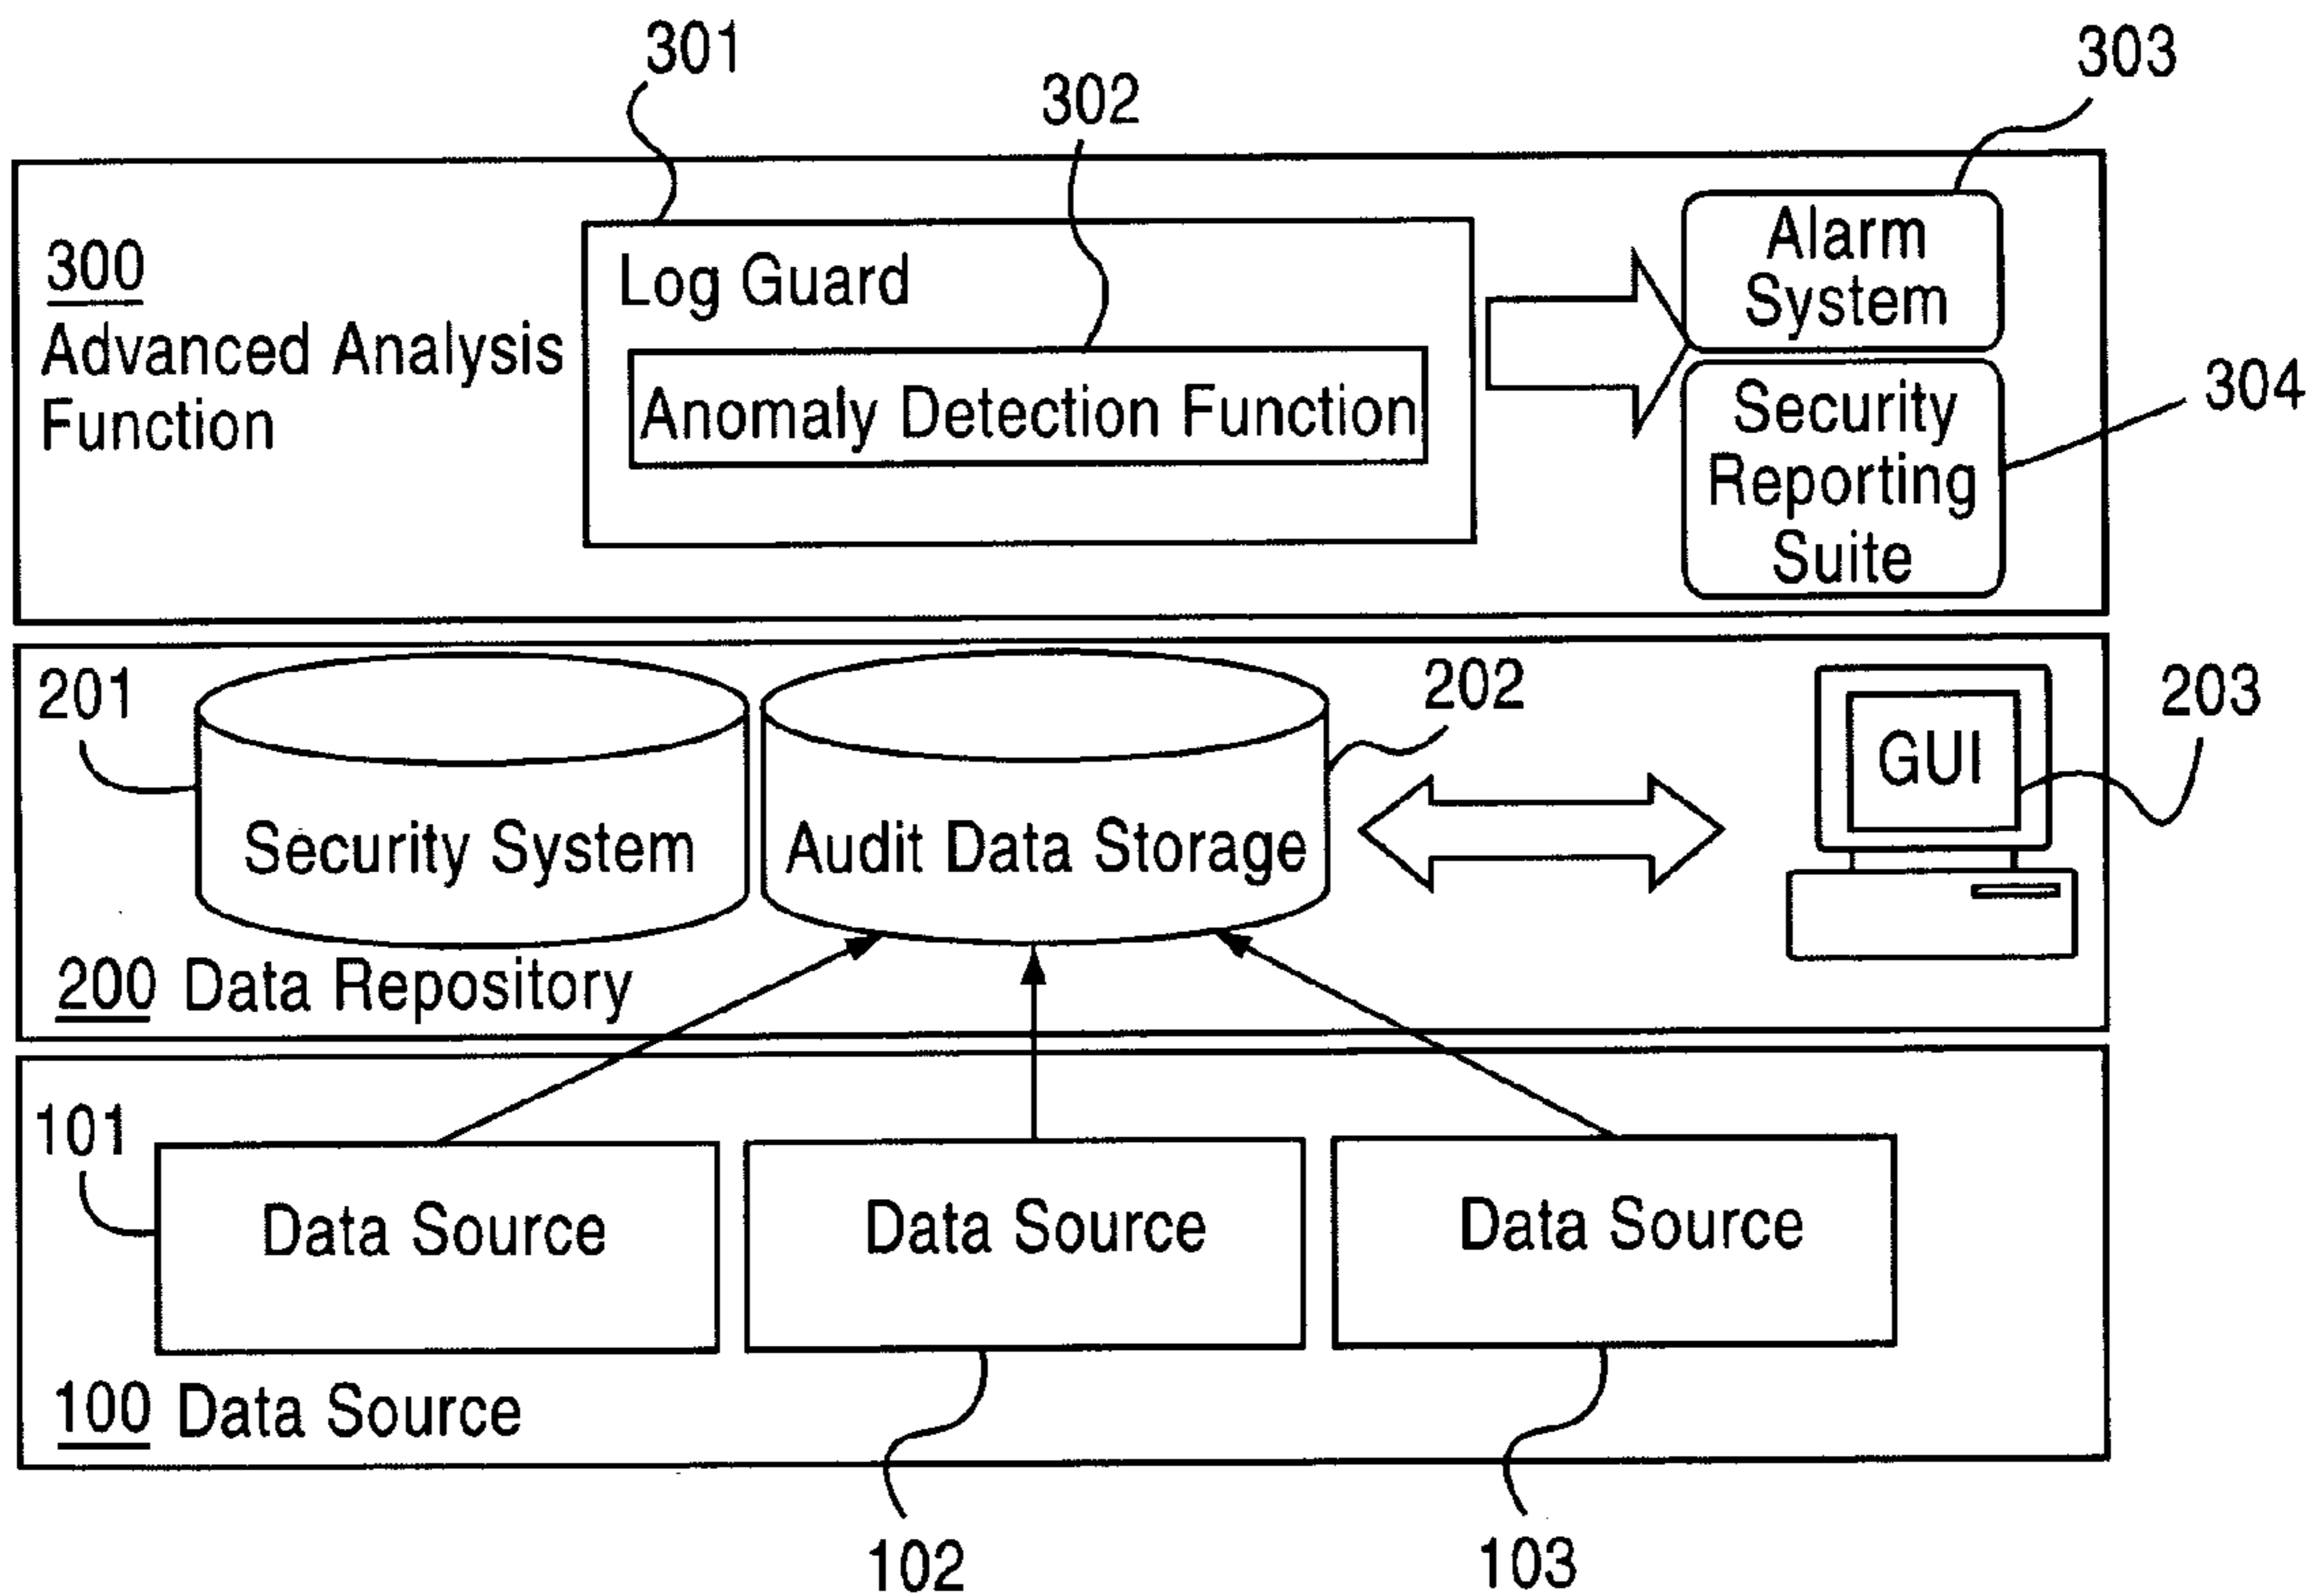 301
302
303
300
Advanced Analysis
Function
Log Guard
Anomaly Detection Function
Alarm
System
Security
Reporting
Suite
304
201
Security System
202
Audit Data Storage
GUI
203
200 Data Repository
101
Data Source
Data Source
Data Source
100 Data Source
102
103